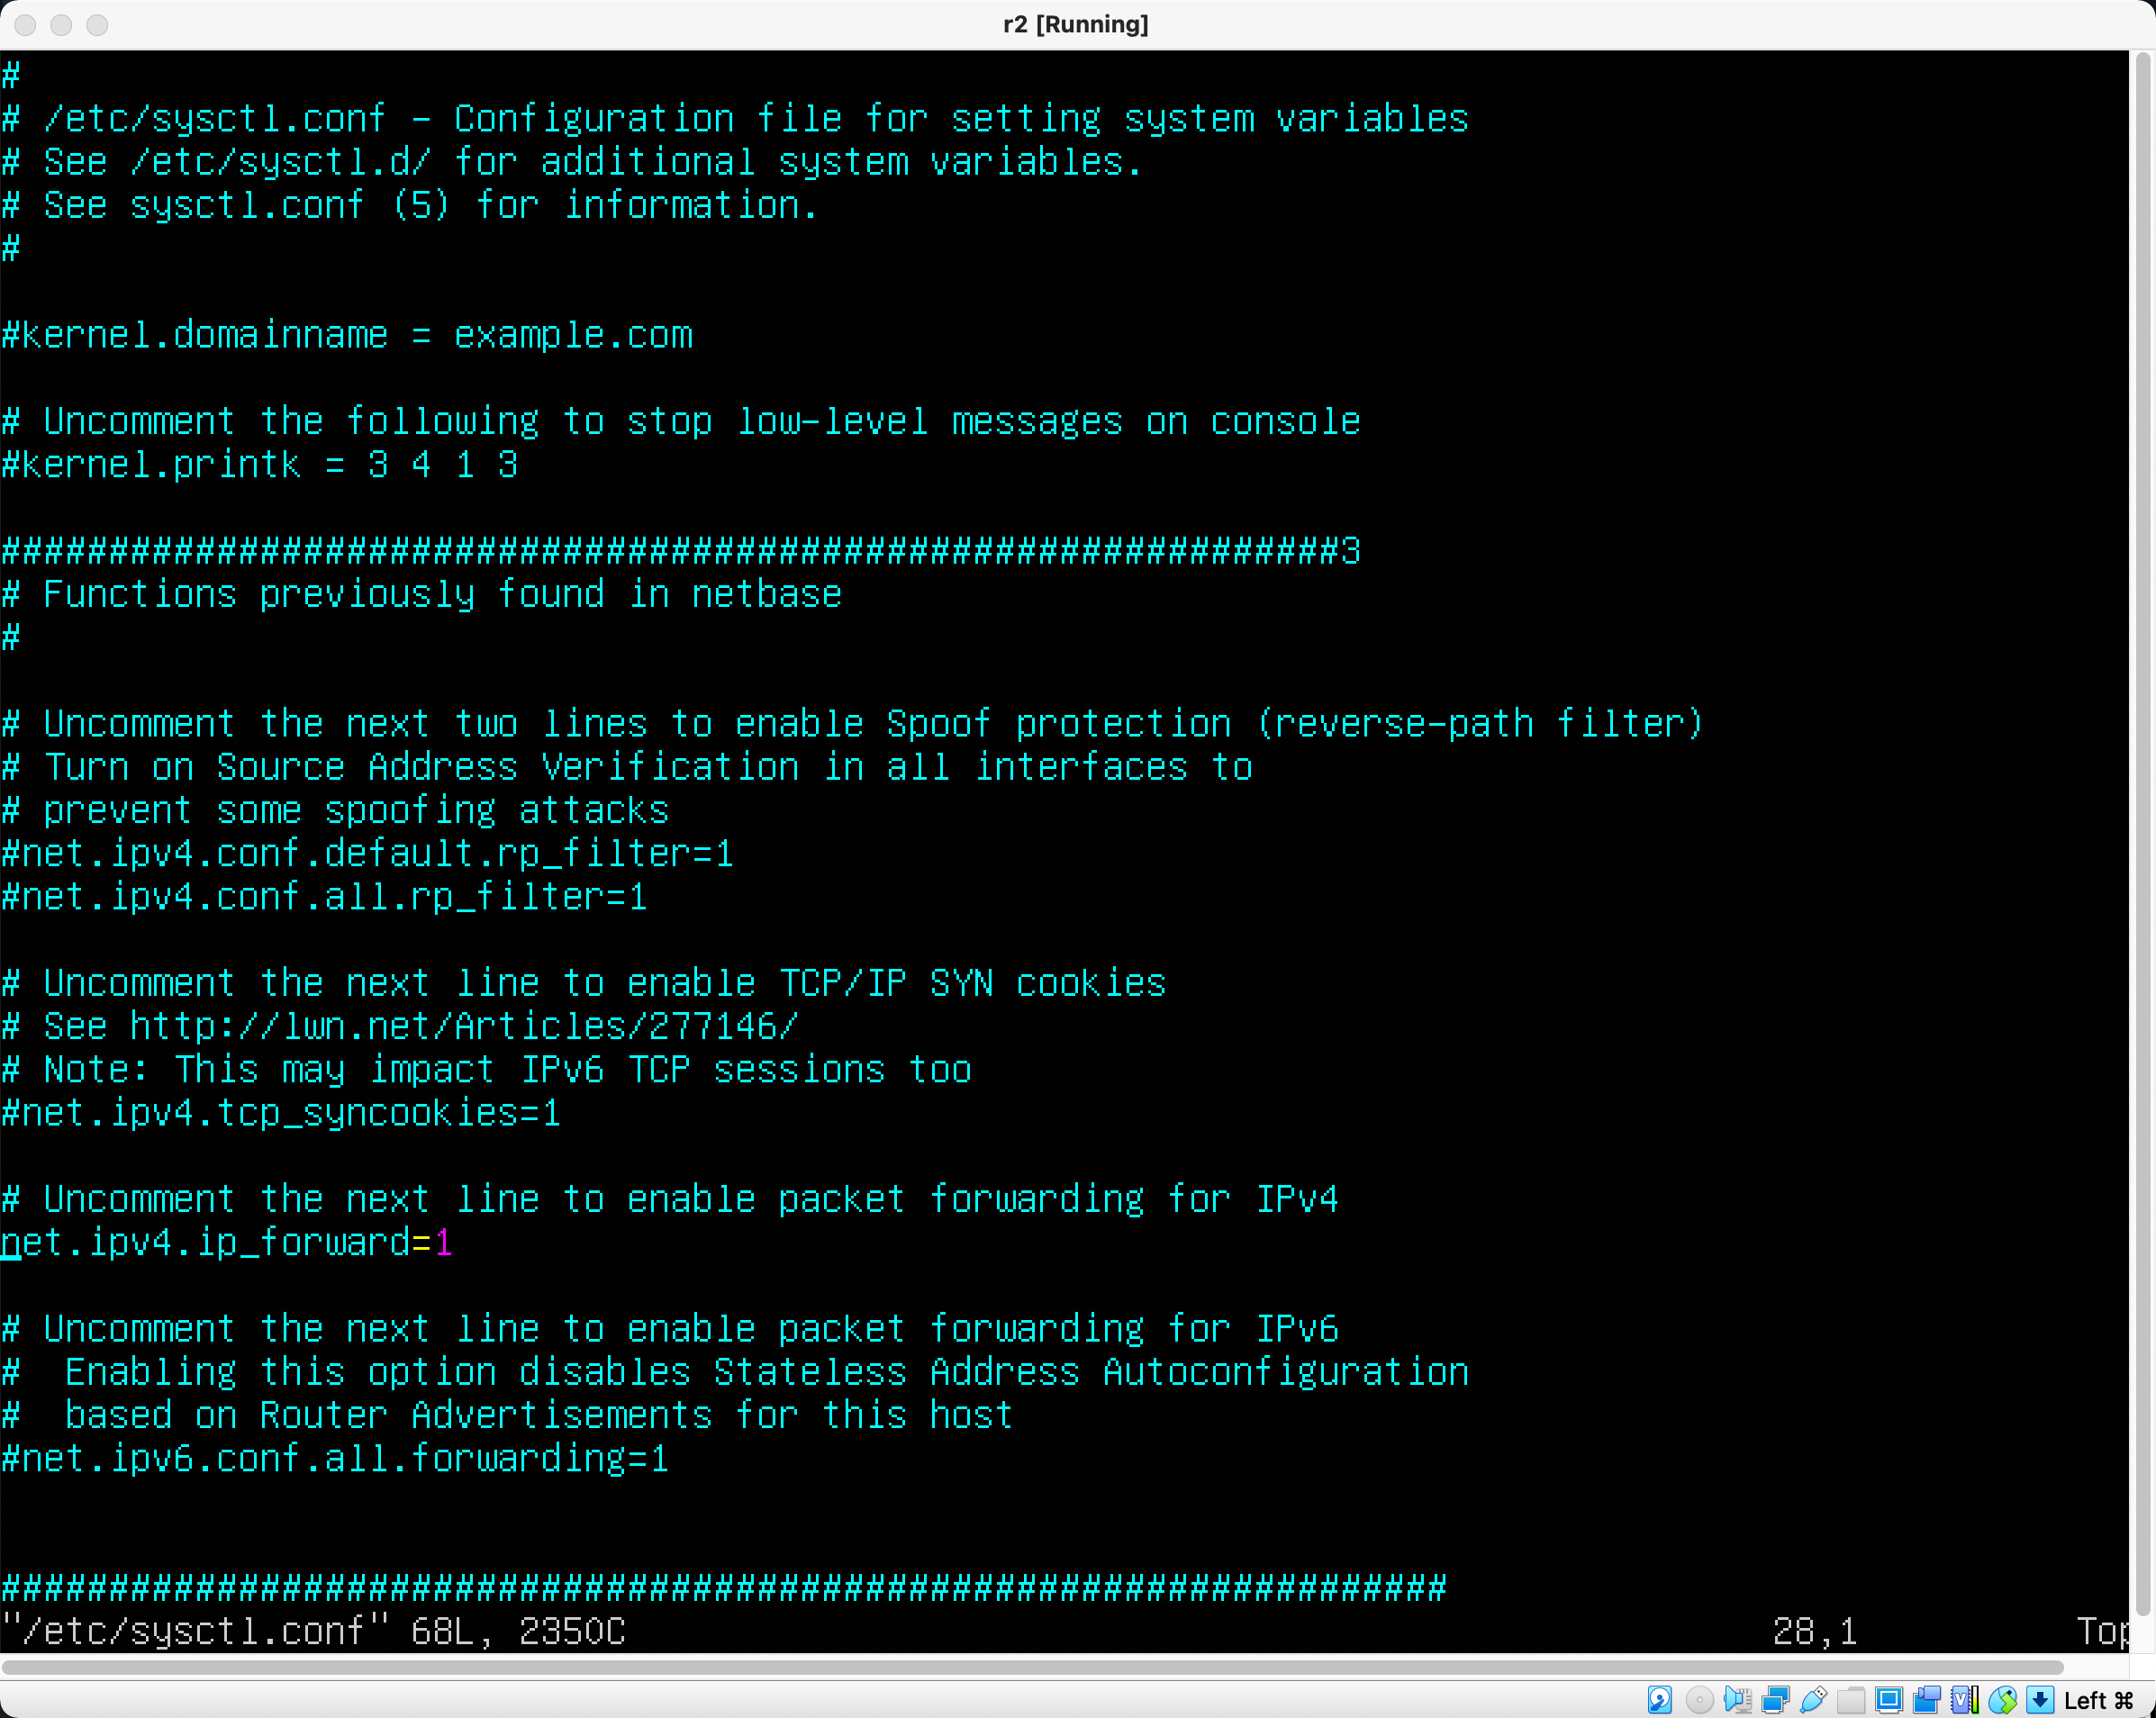 r2 [Running]
#
# /etc/sysctl.conf - Configuration file for setting system variables
# See /etc/sysctl.d/ for additional system variables.
# See sysctl.conf (5) for information.
#
#kernel.domainname = example.com
# Uncomment the following to stop low-level messages on console
#kernel.printk = 3 4 1 3
##############################################################3
# Functions previously found in netbase
#
# Uncomment the next two lines to enable Spoof protection (reverse-path filter)
# Turn on Source Address Verification in all interfaces to
# prevent some spoofing attacks
#net.ipv4.conf.default.rp_filter=1
#net.ipv4.conf.all.rp_filter=1
# Uncomment the next line to enable TCP/IP SYN cookies
# See http://lwn.net/Articles/277146/
# Note: This may impact IPv6 TCP sessions too
#net.ipv4.tcp_syncookies=1
# Uncomment the next line to enable packet forwarding for IPv4
net.ipv4.ip_forward=1
# Uncomment the next line to enable packet forwarding for IPv6
#  Enabling this option disables Stateless Address Autoconfiguration
#  based on Router Advertisements for this host
#net.ipv6.conf.all.forwarding=1
###################################################################
"/etc/sysctl.conf" 68L, 2350C 28,1 Top
Left ⌘